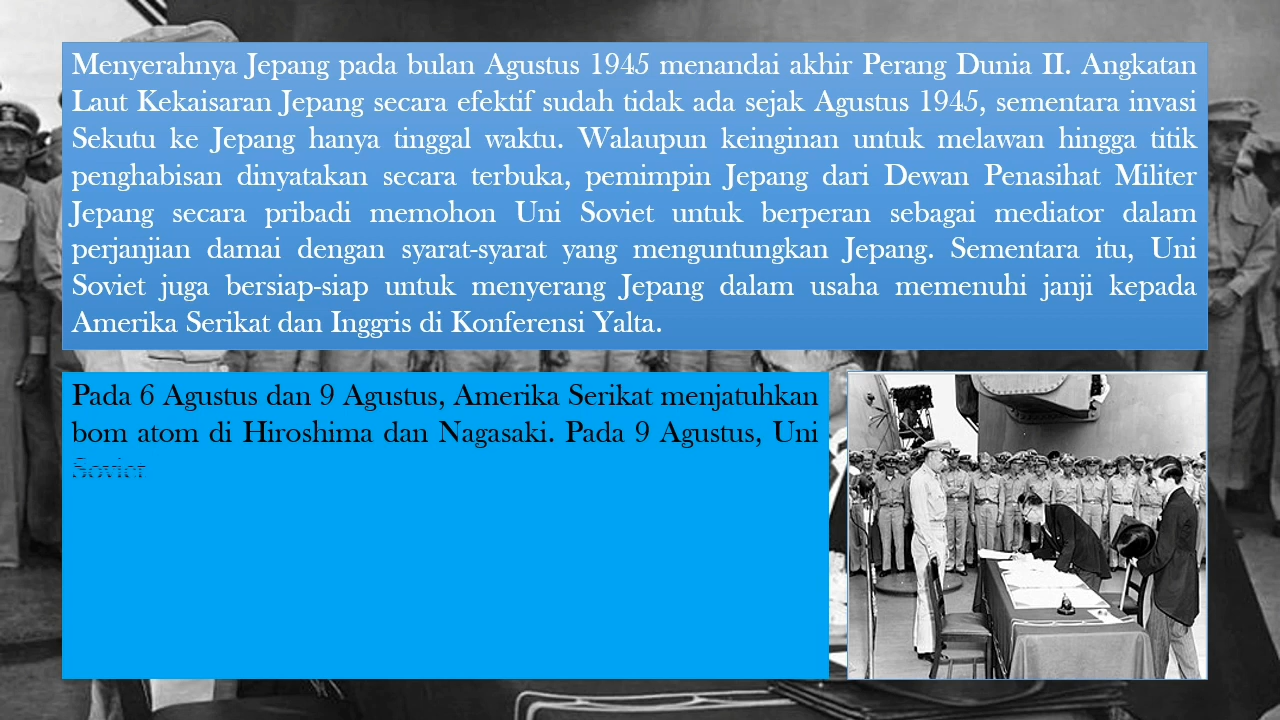 Menyerahnya Jepang pada bulan Agustus 1945 menandai akhir Perang Dunia II. Angkatan
Laut Kekaisaran Jepang secara efektif sudah tidak ada sejak Agustus 1945, sementara invasi
Sekutu ke Jepang hanya tinggal waktu. Walaupun keinginan untuk melawan hingga titik
penghabisan dinyatakan secara terbuka, pemimpin Jepang dari Dewan Penasihat Militer
Jepang secara pribadi memohon Uni Soviet untuk berperan sebagai mediator dalam
perjanjian damai dengan syarat-syarat yang menguntungkan Jepang. Sementara itu, Uni
Soviet juga bersiap-siap untuk menyerang Jepang dalam usaha memenuhi janji kepada
Amerika Serikat dan Inggris di Konferensi Yalta.
Pada 6 Agustus dan 9 Agustus, Amerika Serikat menjatuhkan
bom atom di Hiroshima dan Nagasaki. Pada 9 Agustus, Uni
Soviet